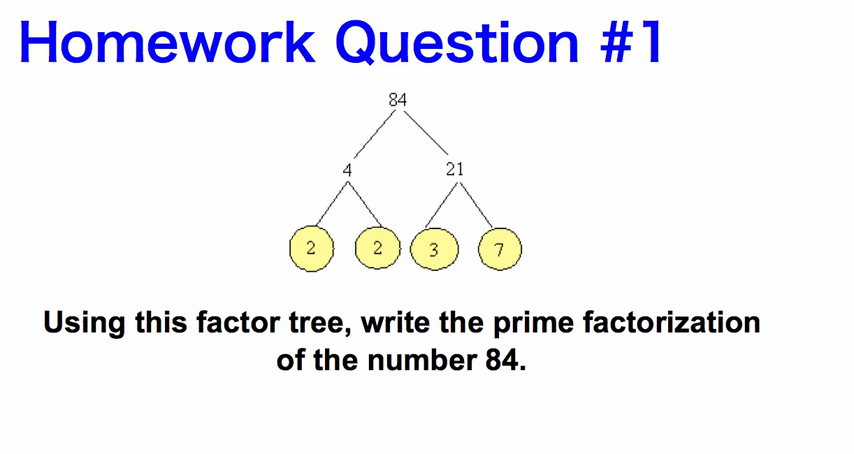 Homework Question #1
84
4 21
2 2 3 7
Using this factor tree, write the prime factorization
of the number 84.